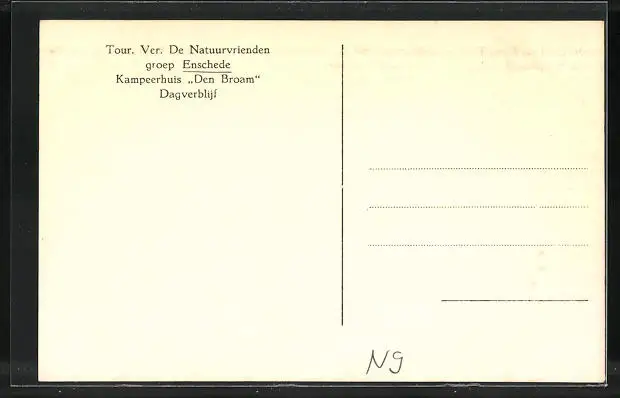 Tour. Ver. De Natuurvrienden
groep Enschede
Kampeerhuis „Den Broam“
Dagverblijf
N9